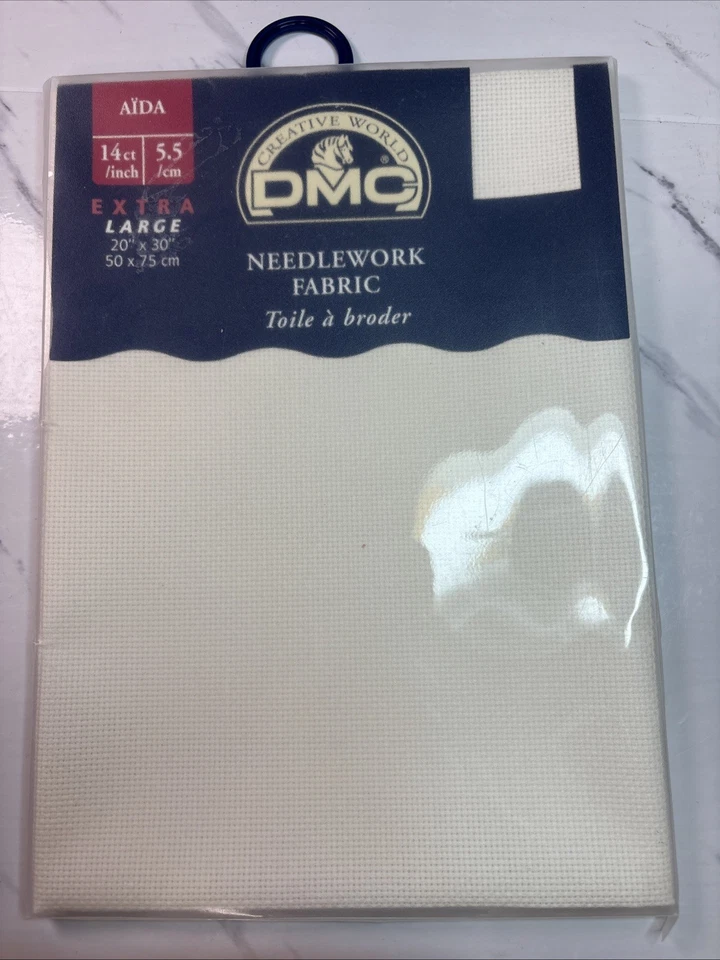 AÏDA
14ct /inch
5.5 /cm
EXTRA
LARGE
20" x 30"
50 x 75 cm
CREATIVE WORLD
DMC®
NEEDLEWORK
FABRIC
Toile à broder